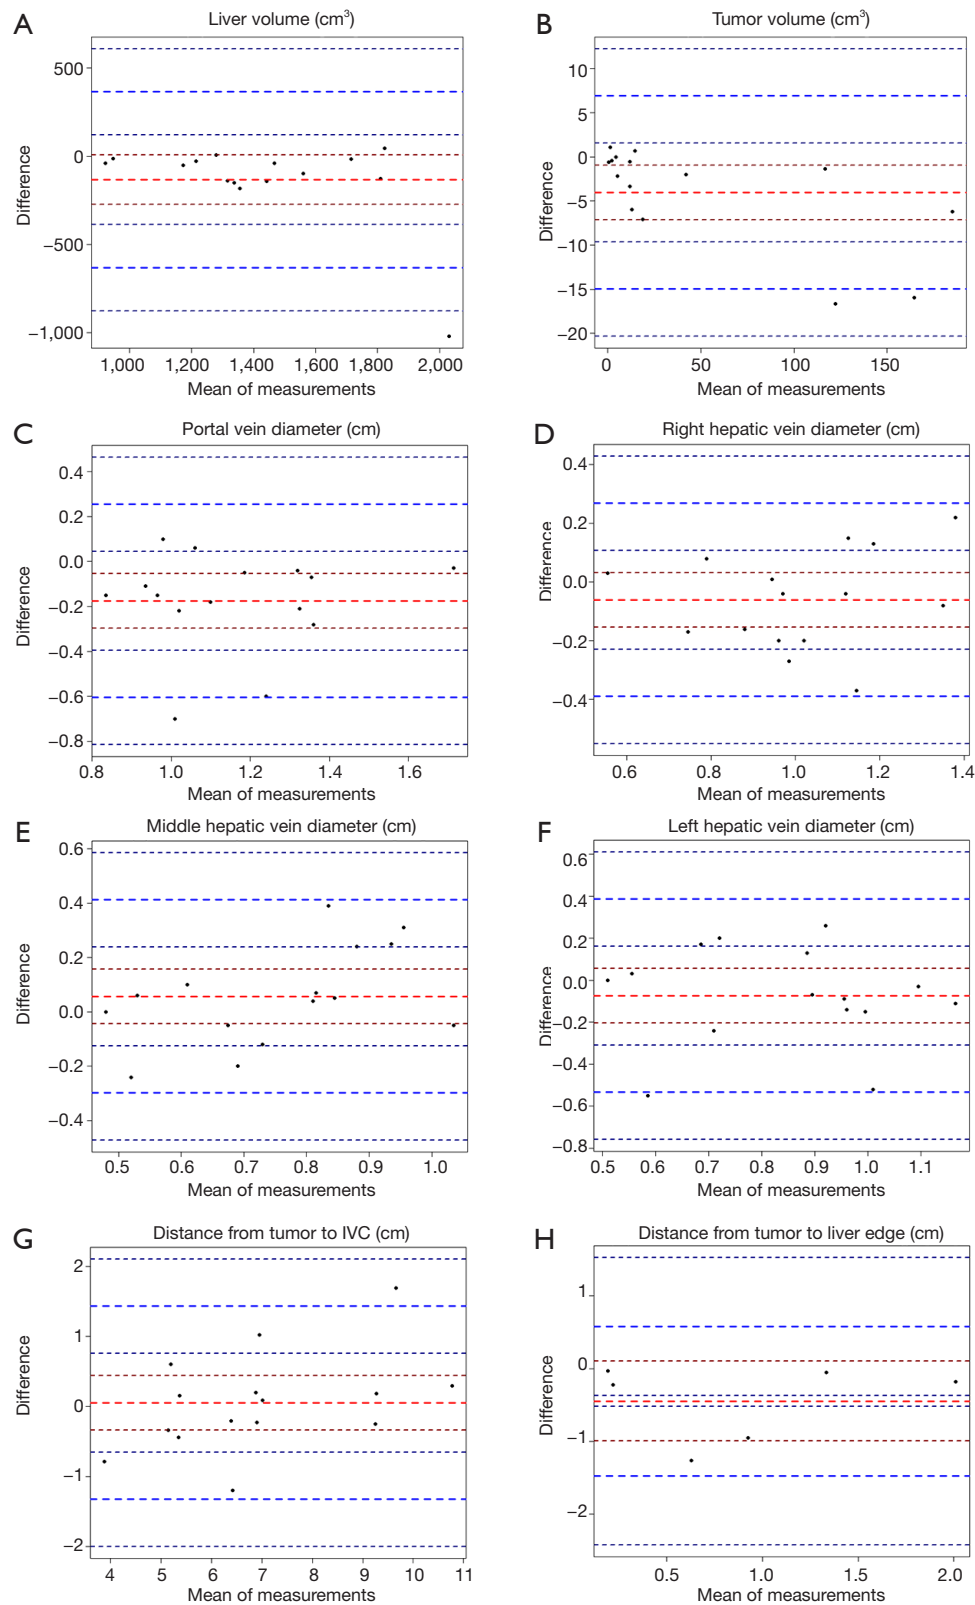 A
Liver volume (cm³)
500
0
−500
−1,000
Difference
1,000 1,200 1,400 1,600 1,800 2,000
Mean of measurements
B
Tumor volume (cm³)
10
5
0
−5
−10
−15
−20
Difference
0 50 100 150
Mean of measurements
C
Portal vein diameter (cm)
0.4
0.2
0.0
−0.2
−0.4
−0.6
−0.8
Difference
0.8 1.0 1.2 1.4 1.6
Mean of measurements
D
Right hepatic vein diameter (cm)
0.4
0.2
0.0
−0.2
−0.4
Difference
0.6 0.8 1.0 1.2 1.4
Mean of measurements
E
Middle hepatic vein diameter (cm)
0.6
0.4
0.2
0.0
−0.2
−0.4
Difference
0.5 0.6 0.7 0.8 0.9 1.0
Mean of measurements
F
Left hepatic vein diameter (cm)
0.6
0.4
0.2
0.0
−0.2
−0.4
−0.6
−0.8
Difference
0.5 0.6 0.7 0.8 0.9 1.0 1.1
Mean of measurements
G
Distance from tumor to IVC (cm)
2
1
0
−1
−2
Difference
4 5 6 7 8 9 10 11
Mean of measurements
H
Distance from tumor to liver edge (cm)
1
0
−1
−2
Difference
0.5 1.0 1.5 2.0
Mean of measurements